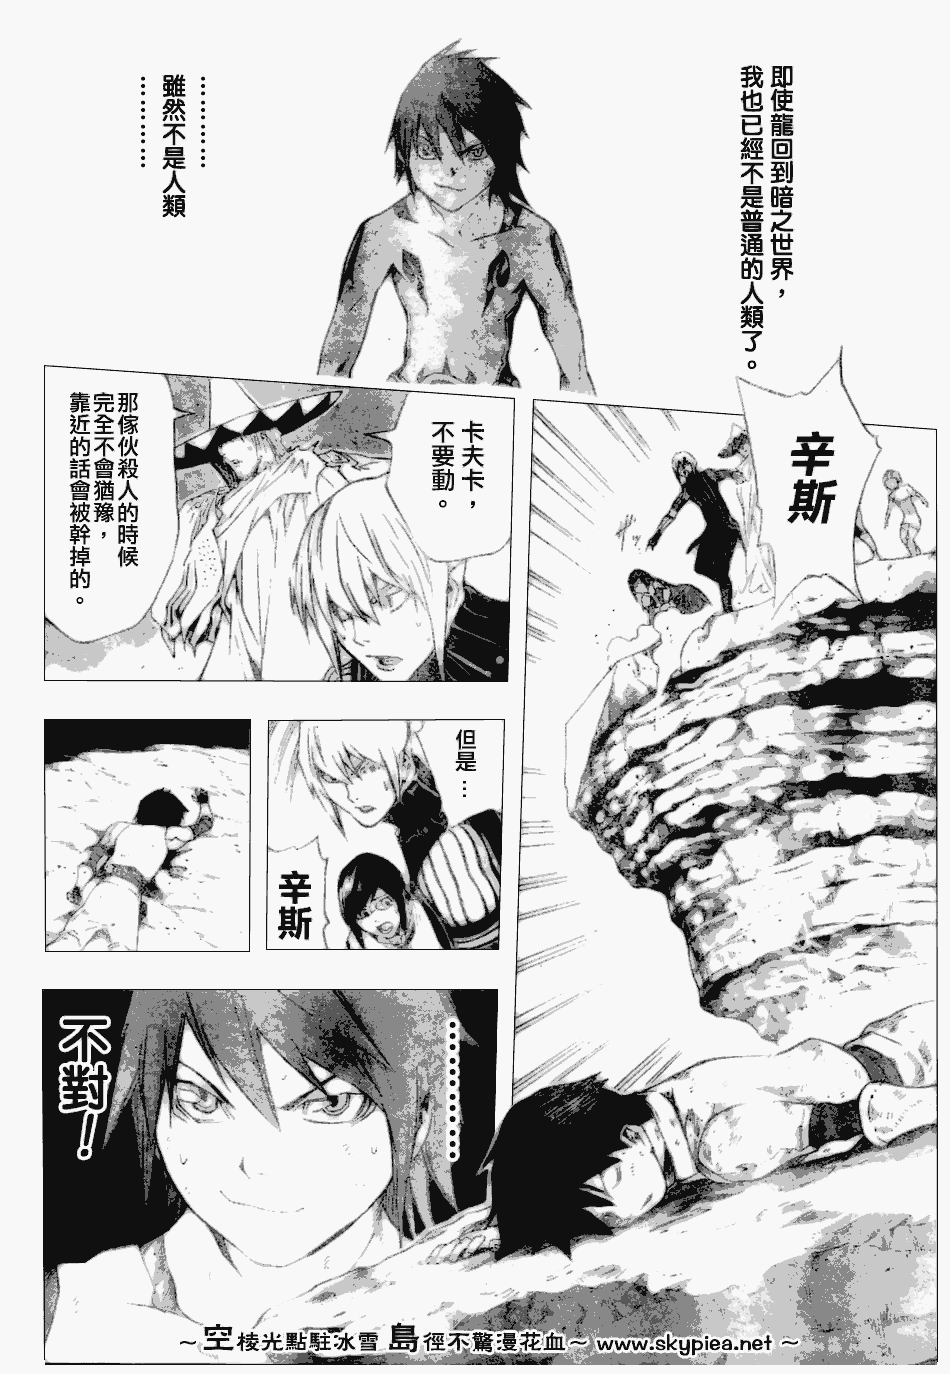 即使龍回到暗之世界，
我也已經不是普通的人類了。
…………
雖然不是人類
…………
辛斯
卡夫卡，
不要動。
那傢伙殺人的時候
完全不會猶豫，
靠近的話會被幹掉的。
但是…
辛斯
………………
不對！
～空棱光點駐冰雪 島徑不驚漫花血～ www.skypiea.net ～